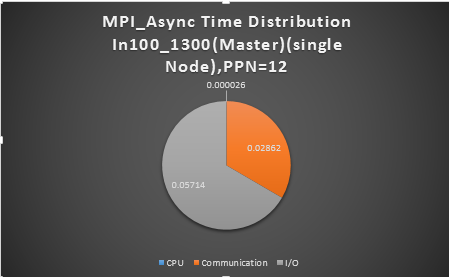 MPI_Async Time Distribution
In100_1300(Master)(single
Node),PPN=12
0.000026
0.02862
0.05714
CPU Communication I/O